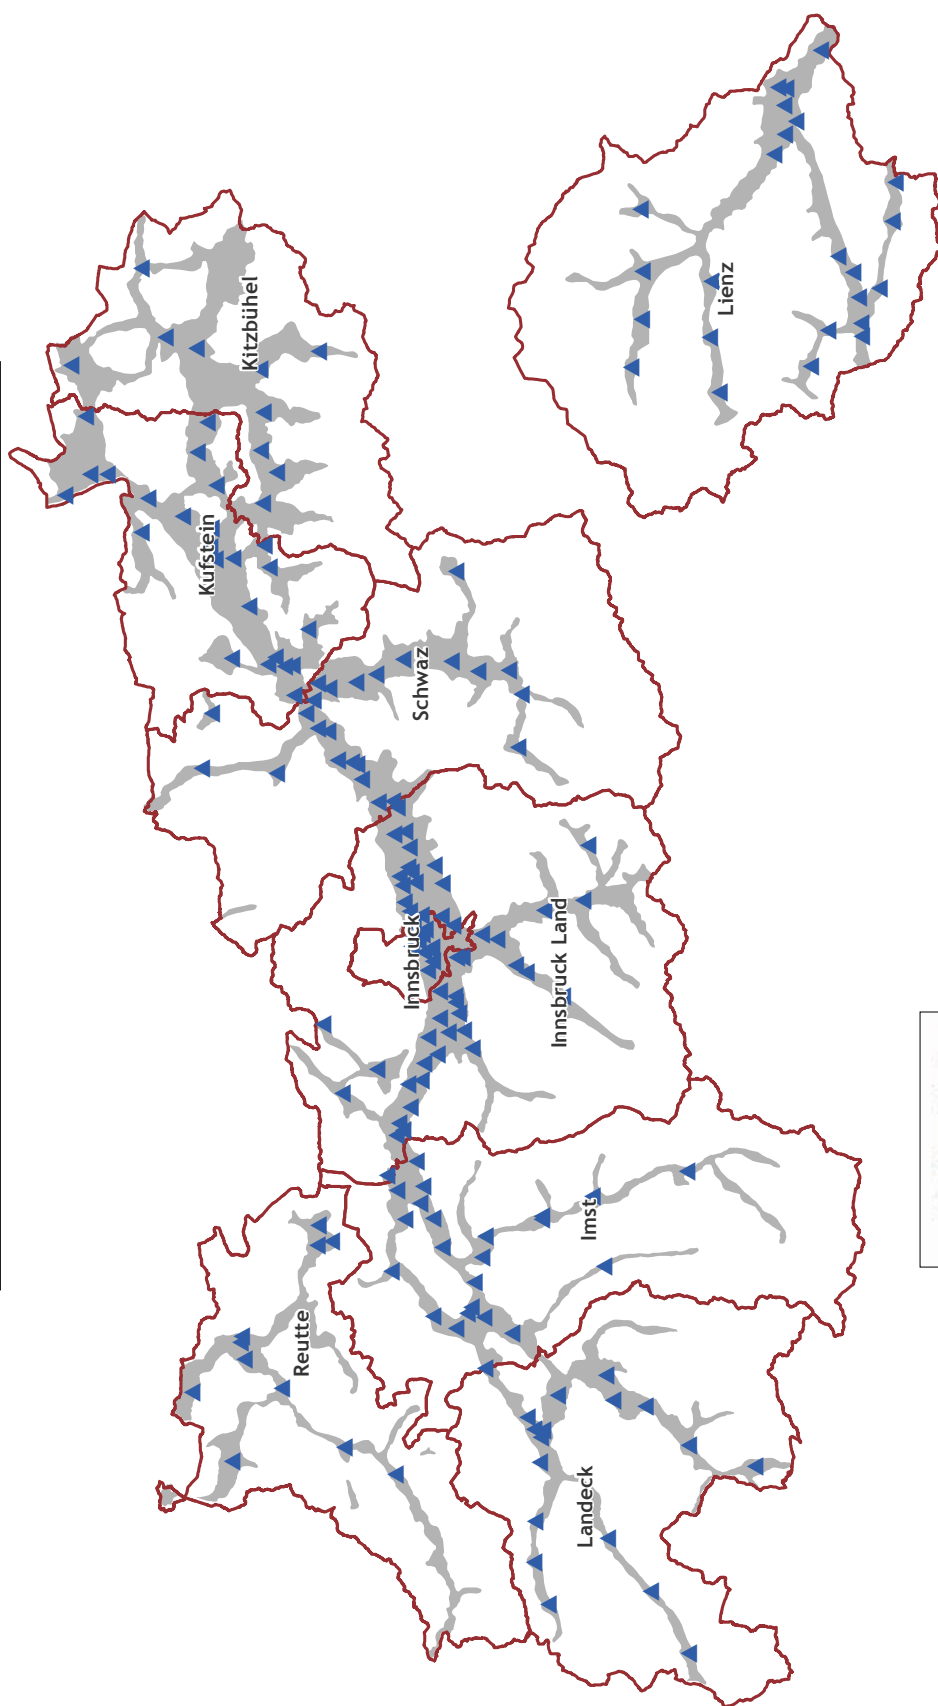 Reutte
Landeck
Imst
Innsbruck
Innsbruck Land
Schwaz
Kufstein
Kitzbühel
Lienz